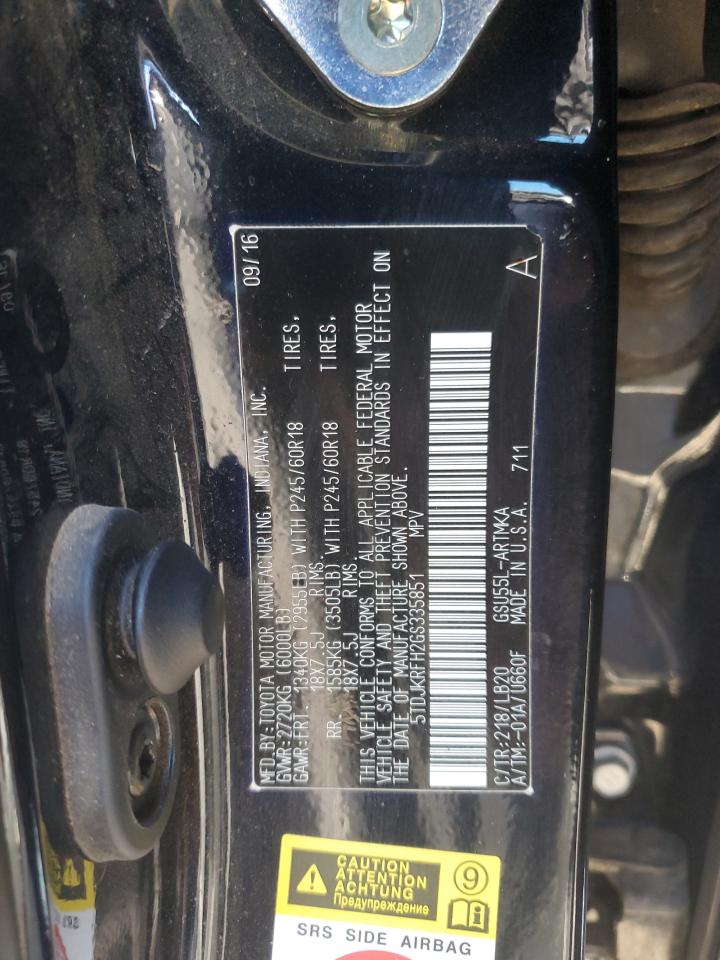 MFD.BY:TOYOTA MOTOR MANUFACTURING, INDIANA, INC. 09/16
GVWR:2720KG (6000LB)
GAWR:FRT. 1340KG (2955LB) WITH P245/60R18 TIRES,
18X7.5J RIMS
RR. 1585KG (3505LB) WITH P245/60R18 TIRES,
18X7.5J RIMS
THIS VEHICLE CONFORMS TO ALL APPLICABLE FEDERAL MOTOR
VEHICLE SAFETY AND THEFT PREVENTION STANDARDS IN EFFECT ON
THE DATE OF MANUFACTURE SHOWN ABOVE.
5TDJKRFH2GS335851 MPV
C/TR:218/LB20 GSU55L-ARTMKA
A/TM:-01A/U660F MADE IN U.S.A. 711
A
CAUTION
ATTENTION
ACHTUNG
Предупреждение
9
SRS SIDE AIRBAG